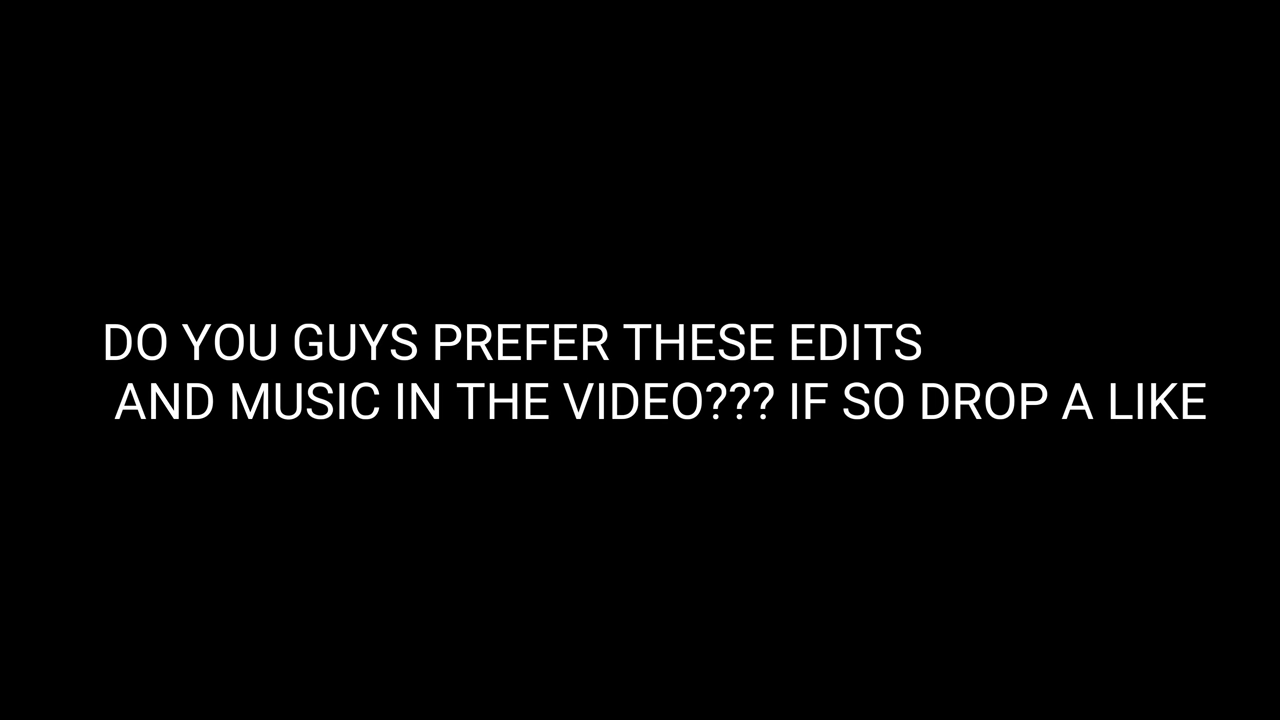 DO YOU GUYS PREFER THESE EDITS
AND MUSIC IN THE VIDEO??? IF SO DROP A LIKE